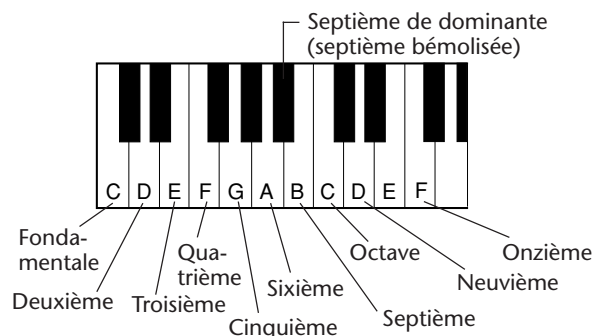 Septième de dominante
(septième bémolisée)
C D E F G A B C D E F
Fonda-
mentale
Deuxième
Troisième
Qua-
trième
Cinquième
Sixième
Septième
Octave
Neuvième
Onzième